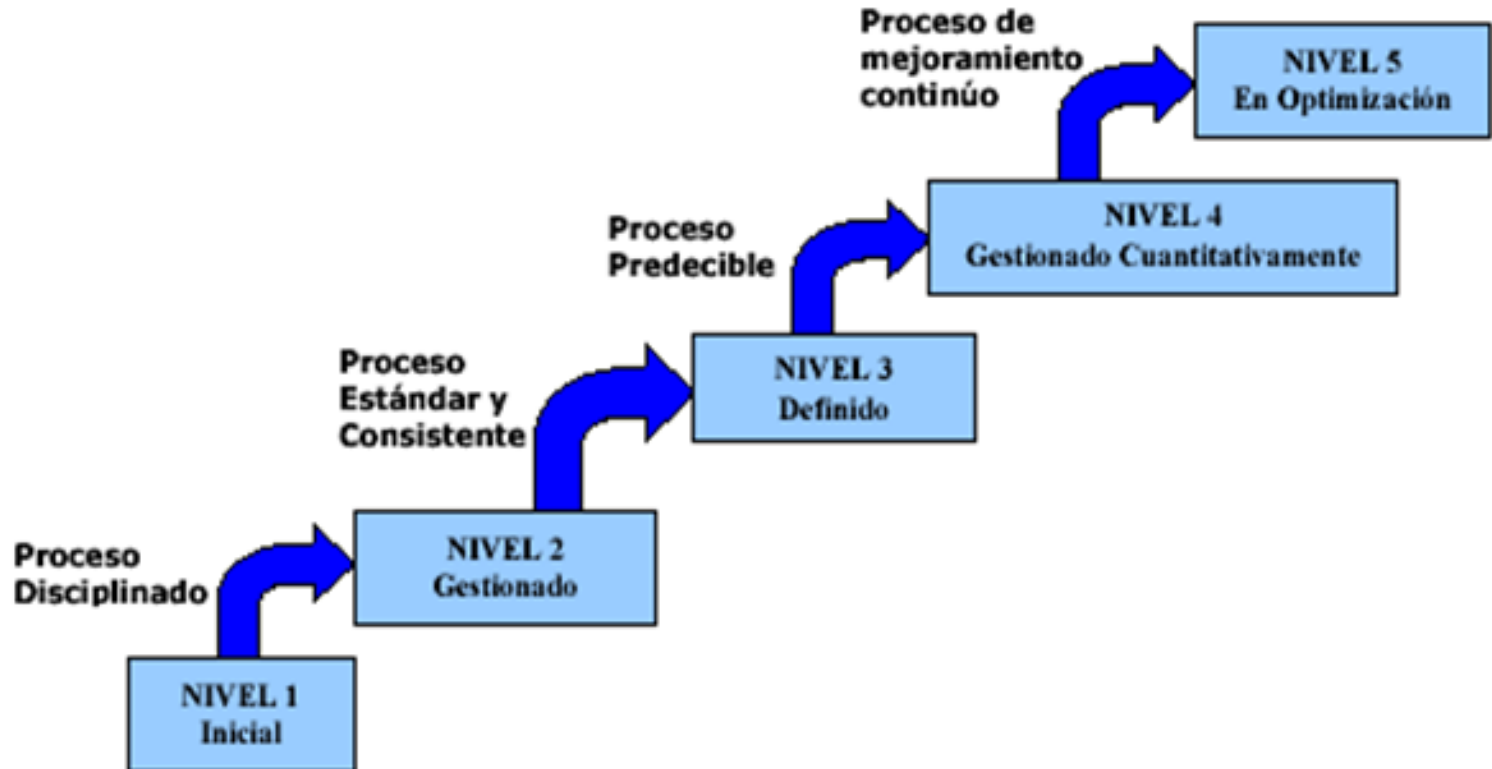 Proceso de
mejoramiento
continúo
NIVEL 5
En Optimización
Proceso
Predecible
NIVEL 4
Gestionado Cuantitativamente
Proceso
Estándar y
Consistente
NIVEL 3
Definido
Proceso
Disciplinado
NIVEL 2
Gestionado
NIVEL 1
Inicial